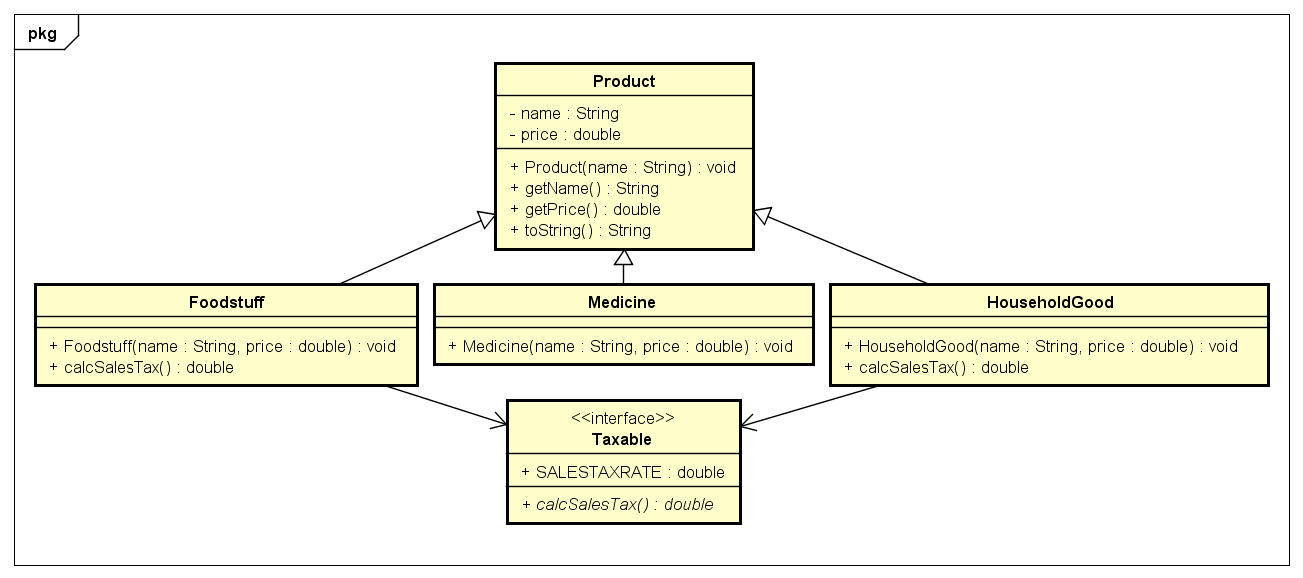 pkg
Product
- name : String
- price : double
+ Product(name : String) : void
+ getName() : String
+ getPrice() : double
+ toString() : String
Foodstuff
+ Foodstuff(name : String, price : double) : void
+ calcSalesTax() : double
Medicine
+ Medicine(name : String, price : double) : void
HouseholdGood
+ HouseholdGood(name : String, price : double) : void
+ calcSalesTax() : double
<<interface>>
Taxable
+ SALESTAXRATE : double
+ calcSalesTax() : double